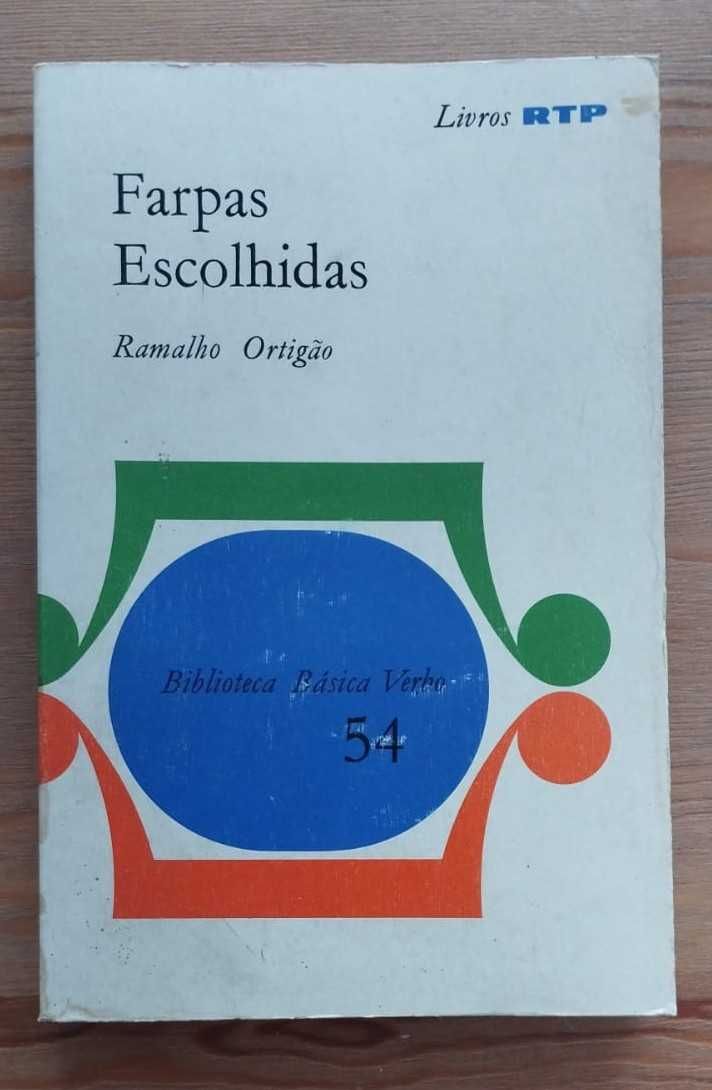 Livros RTP
Farpas
Escolhidas
Ramalho Ortigão
Biblioteca Básica Verbo
54